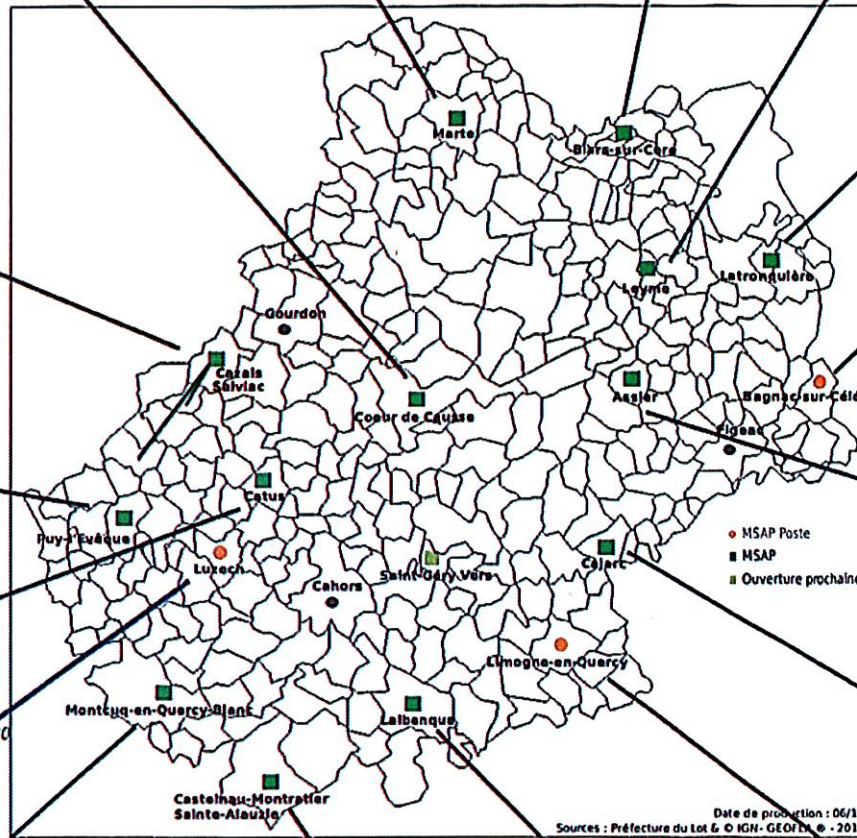 Martel
Biars-sur-Cère
Leyme
Latronquière
Gourdon
Cazals
Salviac
Coeur de Causse
Assier
Bagnac-sur-Célé
Figeac
Catus
Puy-l'Evêque
Luzech
Saint-Géry Vers
Cajarc
MSAP Poste
MSAP
Ouverture prochaine
Cahors
Limogne-en-Quercy
Montcuq-en-Quercy-Blanc
Lalbenque
Castelnau-Montratier
Sainte-Alauzie
Date de production : 06/1
Sources : Préfecture du Lot & © IGN- GEOFLA ® - 201